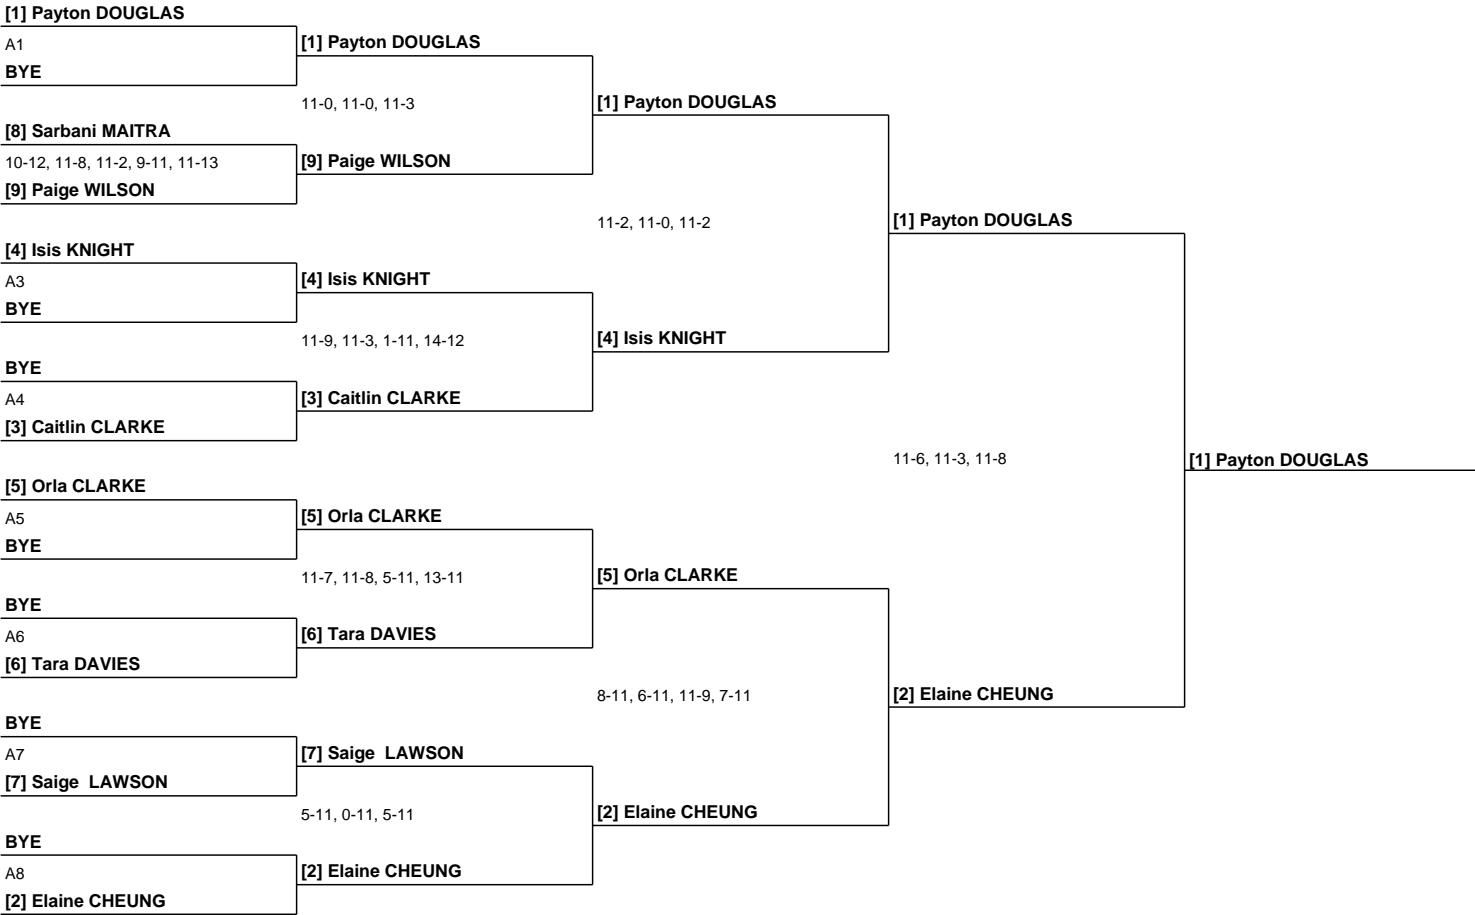 [1] Payton DOUGLAS
A1
BYE
[8] Sarbani MAITRA
10-12, 11-8, 11-2, 9-11, 11-13
[9] Paige WILSON
[4] Isis KNIGHT
A3
BYE
BYE
A4
[3] Caitlin CLARKE
[5] Orla CLARKE
A5
BYE
BYE
A6
[6] Tara DAVIES
BYE
A7
[7] Saige  LAWSON
BYE
A8
[2] Elaine CHEUNG
[1] Payton DOUGLAS
11-0, 11-0, 11-3
[9] Paige WILSON
[4] Isis KNIGHT
11-9, 11-3, 1-11, 14-12
[3] Caitlin CLARKE
[5] Orla CLARKE
11-7, 11-8, 5-11, 13-11
[6] Tara DAVIES
[7] Saige  LAWSON
5-11, 0-11, 5-11
[2] Elaine CHEUNG
[1] Payton DOUGLAS
11-2, 11-0, 11-2
[4] Isis KNIGHT
[5] Orla CLARKE
8-11, 6-11, 11-9, 7-11
[2] Elaine CHEUNG
[1] Payton DOUGLAS
11-6, 11-3, 11-8
[2] Elaine CHEUNG
[1] Payton DOUGLAS